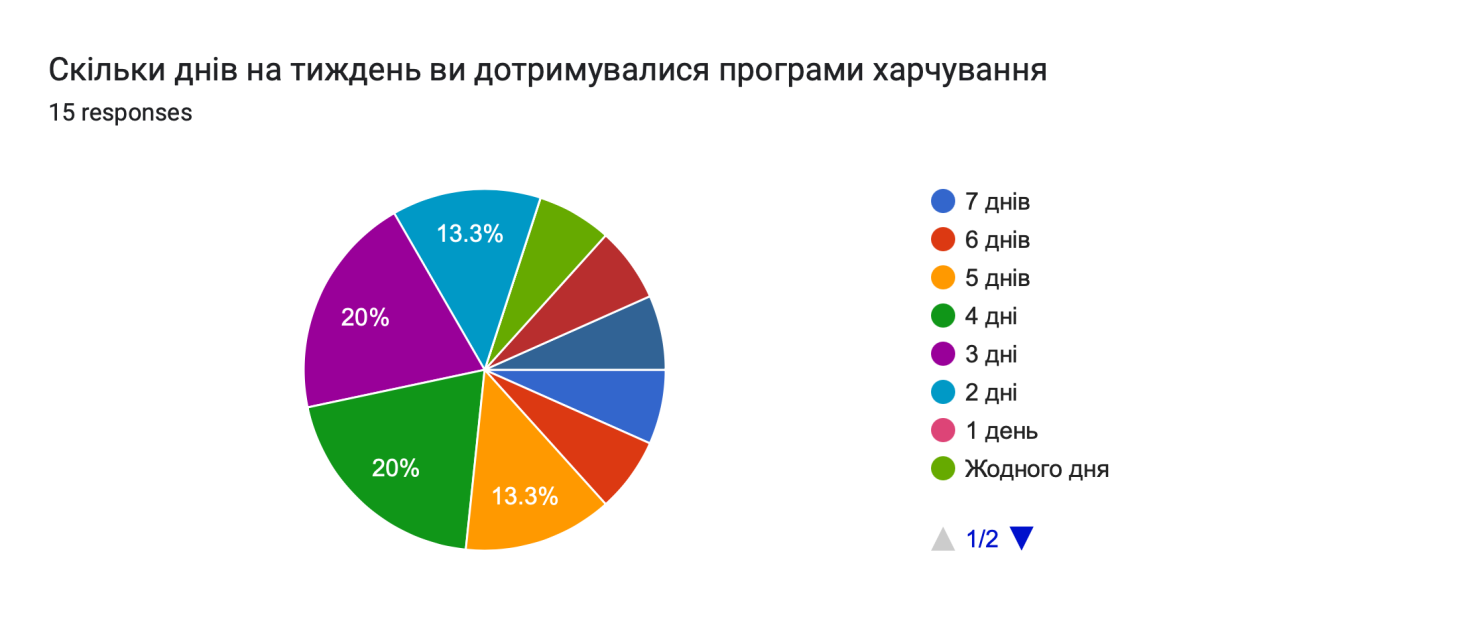 Скільки днів на тиждень ви дотримувалися програми харчування
15 responses
13.3%
20%
20%
13.3%
7 днів
6 днів
5 днів
4 дні
3 дні
2 дні
1 день
Жодного дня
1/2